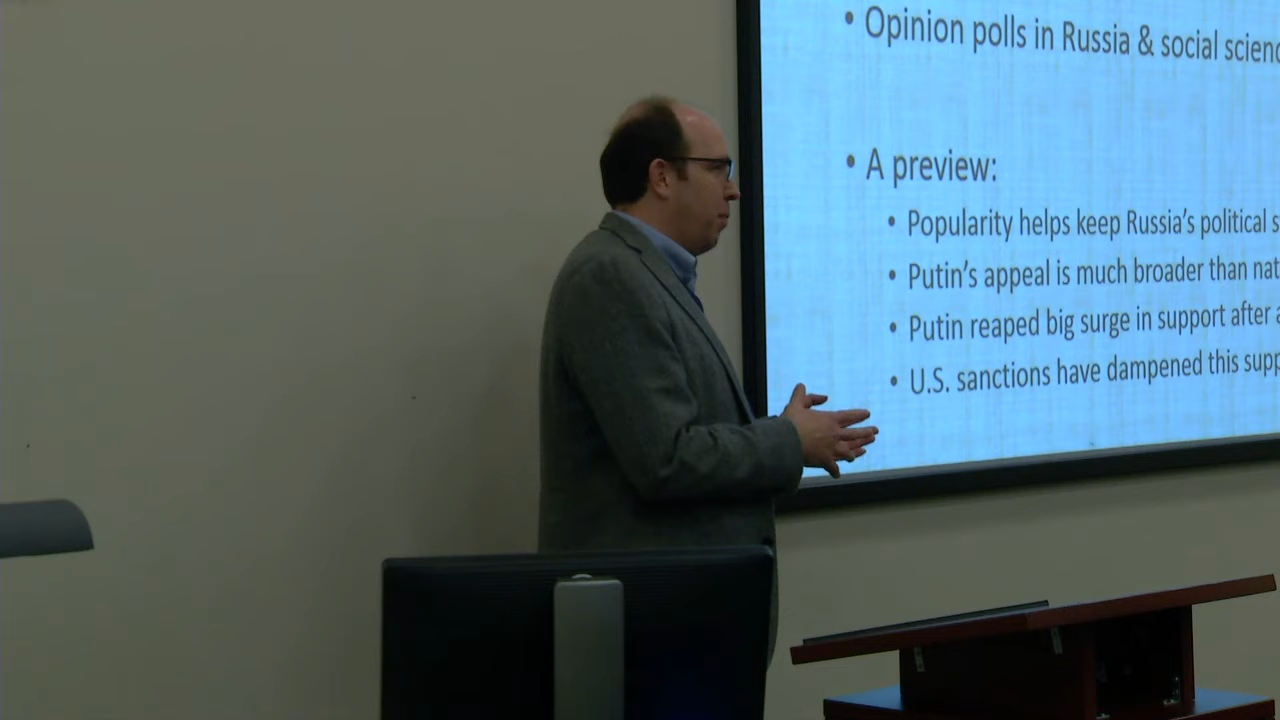 • Opinion polls in Russia & social scienc
• A preview:
• Popularity helps keep Russia's political s
• Putin's appeal is much broader than nat
• Putin reaped big surge in support after a
• U.S. sanctions have dampened this supp